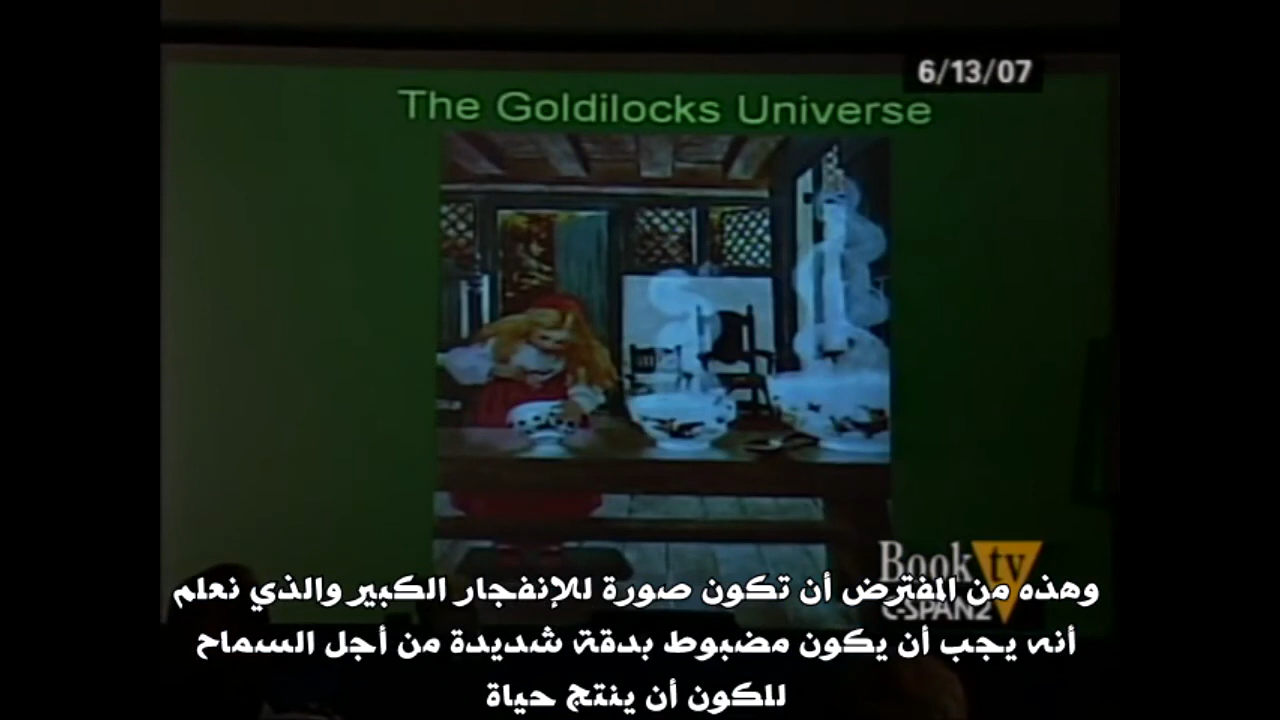 6/13/07
The Goldilocks Universe
Book tv
C-SPAN2
وهذه من المفترض أن تكون صورة للإنفجار الكبير والذي نعلم
أنه يجب أن يكون مضبوط بدقة شديدة من أجل السماح
للكون أن ينتج حياة